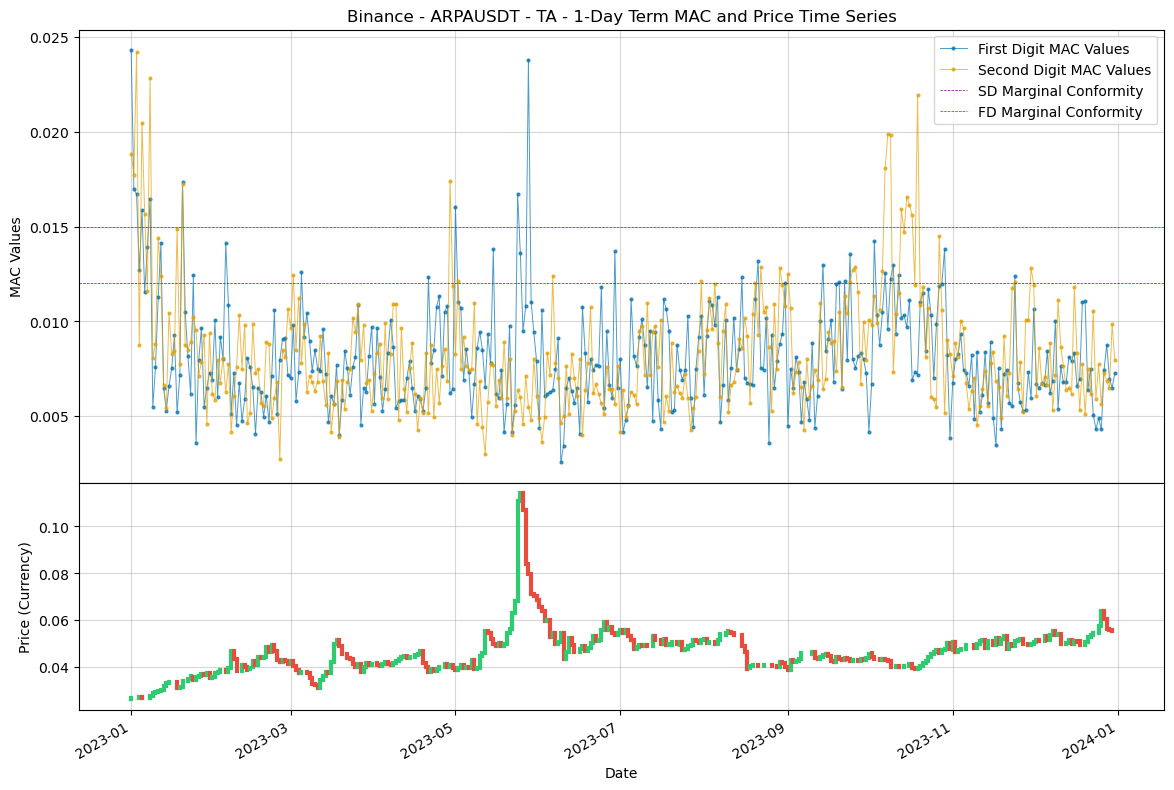 Binance - ARPAUSDT - TA - 1-Day Term MAC and Price Time Series
MAC Values
0.025
0.020
0.015
0.010
0.005
First Digit MAC Values
Second Digit MAC Values
SD Marginal Conformity
FD Marginal Conformity
Price (Currency)
0.10
0.08
0.06
0.04
2023-01
2023-03
2023-05
2023-07
2023-09
2023-11
2024-01
Date